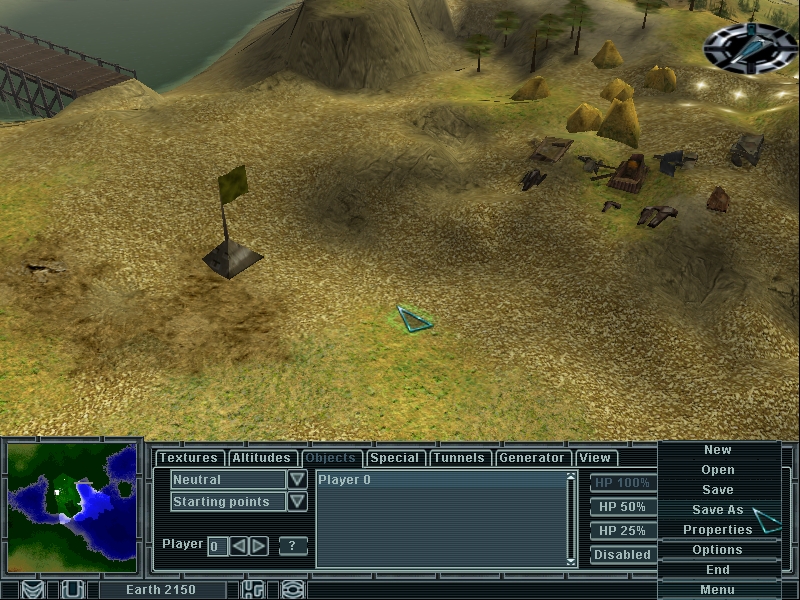 Textures Altitudes Objects Special Tunnels Generator View
Neutral
Starting points
Player 0 ?
Player 0
HP 100%
HP 50%
HP 25%
Disabled
New
Open
Save
Save As
Properties
Options
End
Menu
Earth 2150